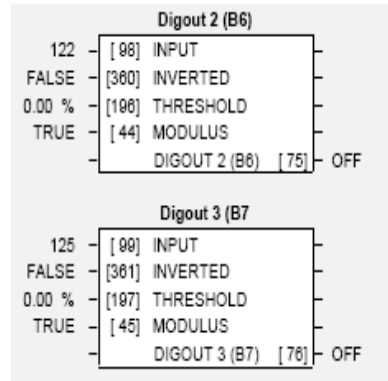 Digout 2 (B6)
122 [ 98] INPUT
FALSE [360] INVERTED
0.00 % [196] THRESHOLD
TRUE [ 44] MODULUS
DIGOUT 2 (B6) [ 75] OFF
Digout 3 (B7
125 [ 99] INPUT
FALSE [361] INVERTED
0.00 % [197] THRESHOLD
TRUE [ 45] MODULUS
DIGOUT 3 (B7) [ 76] OFF